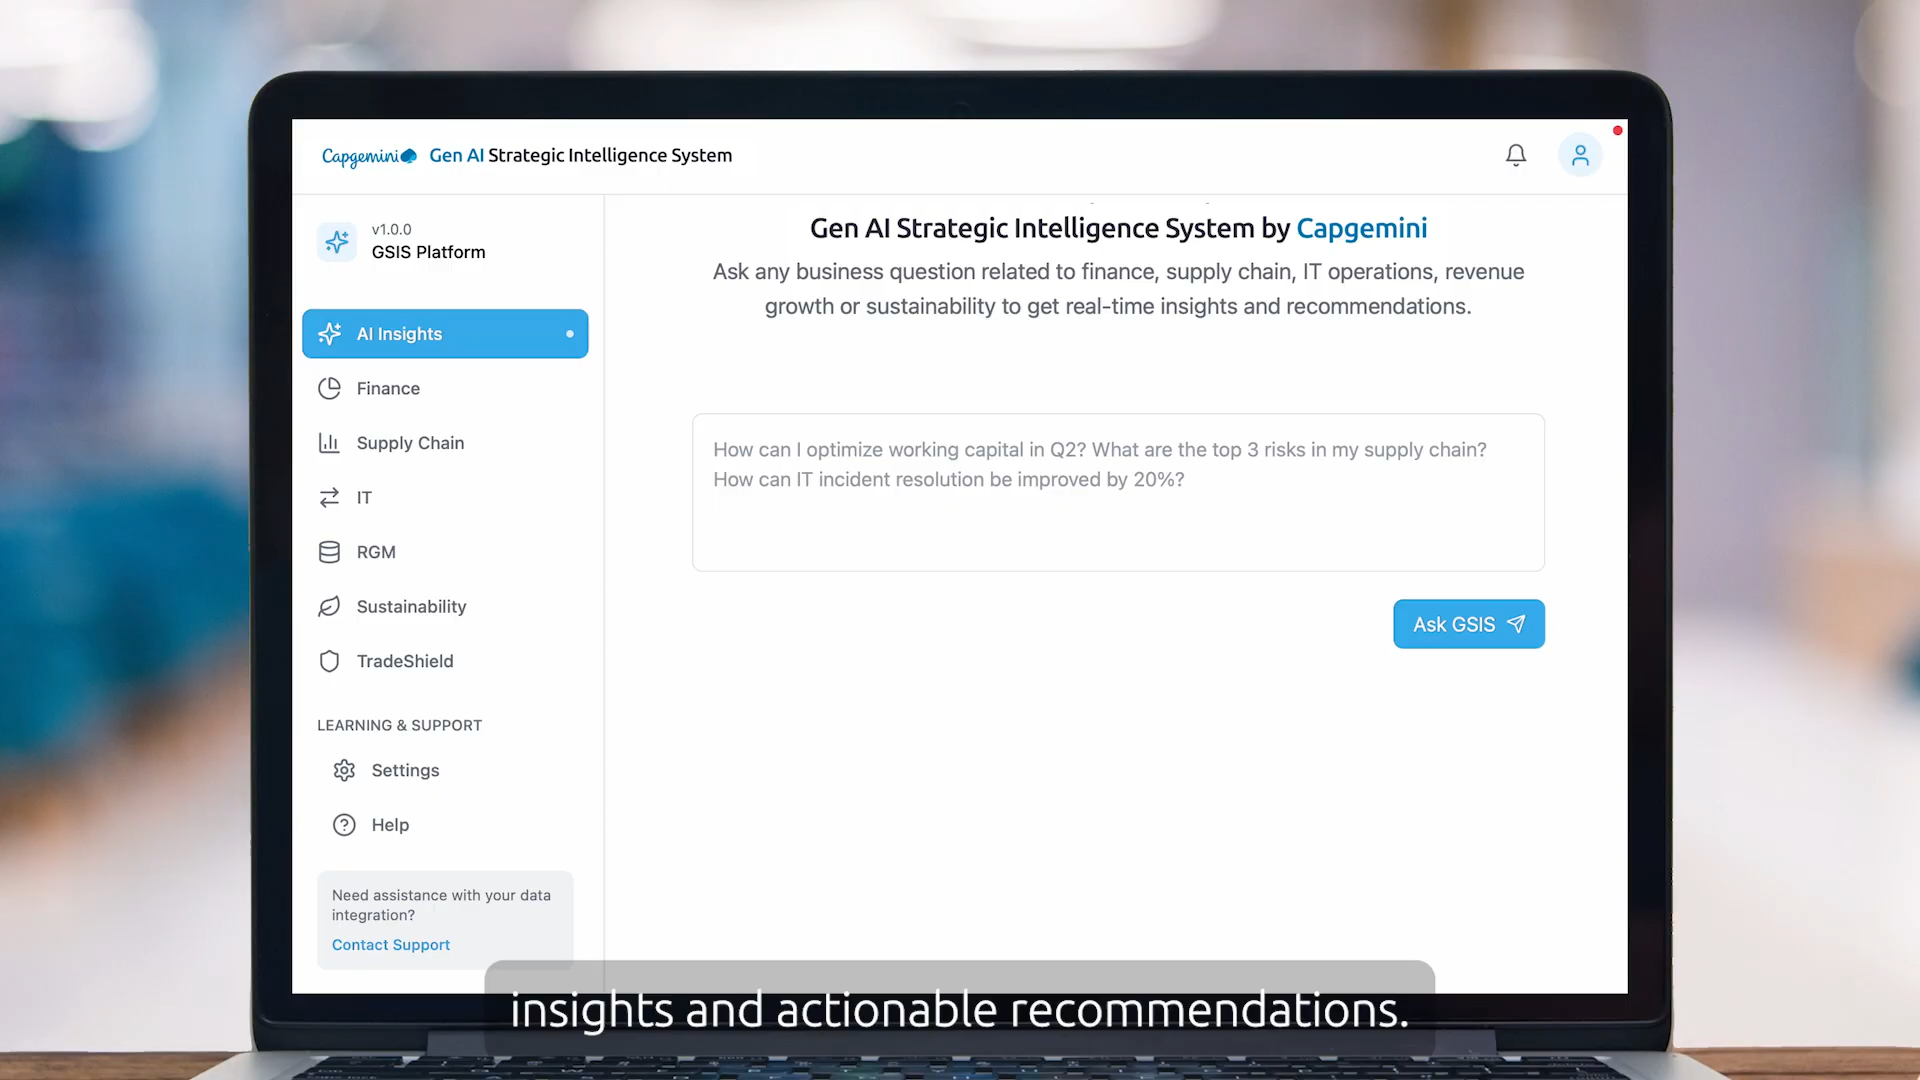 Capgemini Gen AI Strategic Intelligence System
v1.0.0
GSIS Platform
AI Insights
Finance
Supply Chain
IT
RGM
Sustainability
TradeShield
LEARNING & SUPPORT
Settings
Help
Need assistance with your data
integration?
Contact Support
Gen AI Strategic Intelligence System by Capgemini
Ask any business question related to finance, supply chain, IT operations, revenue
growth or sustainability to get real-time insights and recommendations.
How can I optimize working capital in Q2? What are the top 3 risks in my supply chain?
How can IT incident resolution be improved by 20%?
Ask GSIS
insights and actionable recommendations.